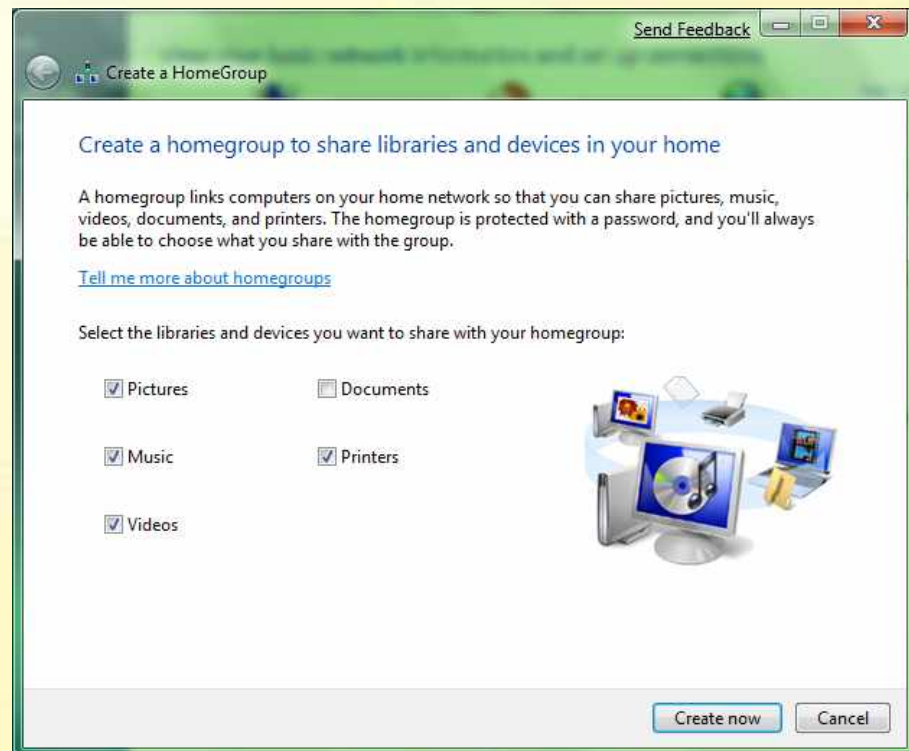 Send Feedback
Create a HomeGroup
Create a homegroup to share libraries and devices in your home
A homegroup links computers on your home network so that you can share pictures, music,
videos, documents, and printers. The homegroup is protected with a password, and you'll always
be able to choose what you share with the group.
Tell me more about homegroups
Select the libraries and devices you want to share with your homegroup:
Pictures Documents
Music Printers
Videos
Create now Cancel